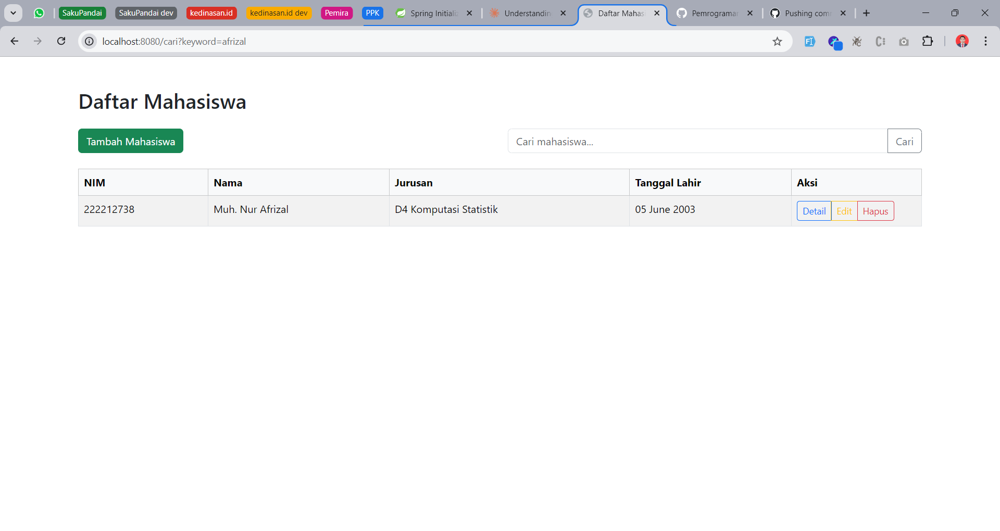 SakuPandai SakuPandai dev kedinasan.id kedinasan.id dev Pemira PPK Spring Initializ Understandin Daftar Mahas Pemrograman Pushing com
localhost:8080/cari?keyword=afrizal
Daftar Mahasiswa
Tambah Mahasiswa Cari mahasiswa... Cari
NIM Nama Jurusan Tanggal Lahir Aksi
222212738 Muh. Nur Afrizal D4 Komputasi Statistik 05 June 2003 Detail Edit Hapus